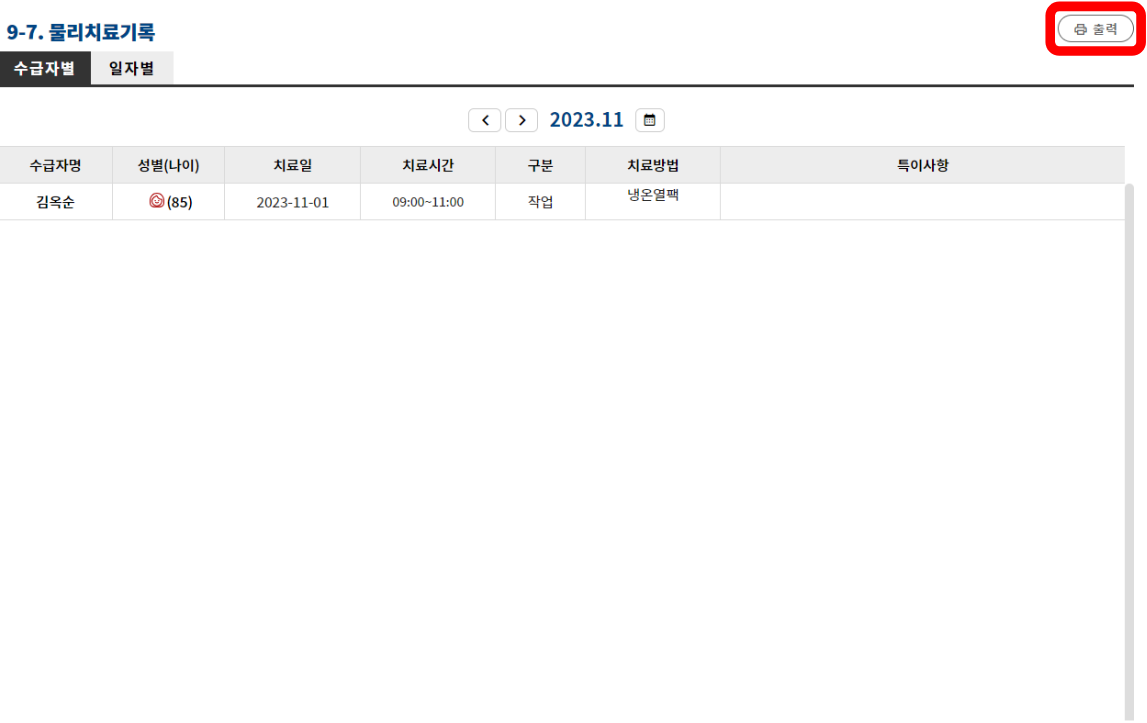 9-7. 물리치료기록
출력
수급자별 일자별
2023.11
수급자명 성별(나이) 치료일 치료시간 구분 치료방법 특이사항
김옥순 (85) 2023-11-01 09:00~11:00 작업 냉온열팩